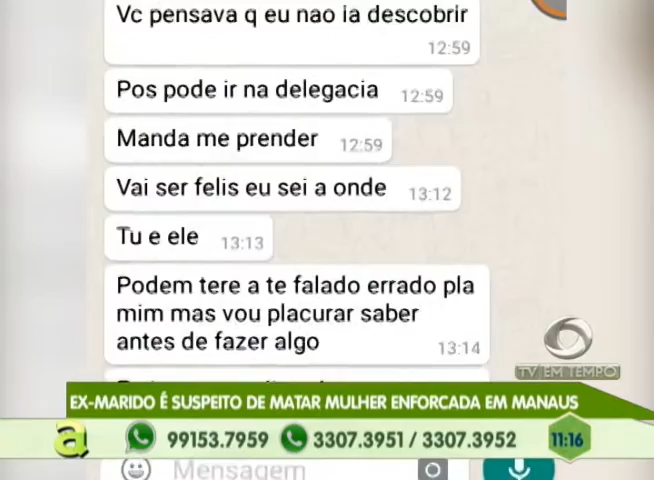 Vc pensava q eu nao ia descobrir
12:59
Pos pode ir na delegacia 12:59
Manda me prender 12:59
Vai ser felis eu sei a onde 13:12
Tu e ele 13:13
Podem tere a te falado errado pla
mim mas vou placurar saber
antes de fazer algo 13:14
TV EM TEMPO
EX-MARIDO É SUSPEITO DE MATAR MULHER ENFORCADA EM MANAUS
a 99153.7959 3307.3951 / 3307.3952 11:16
Mensagem